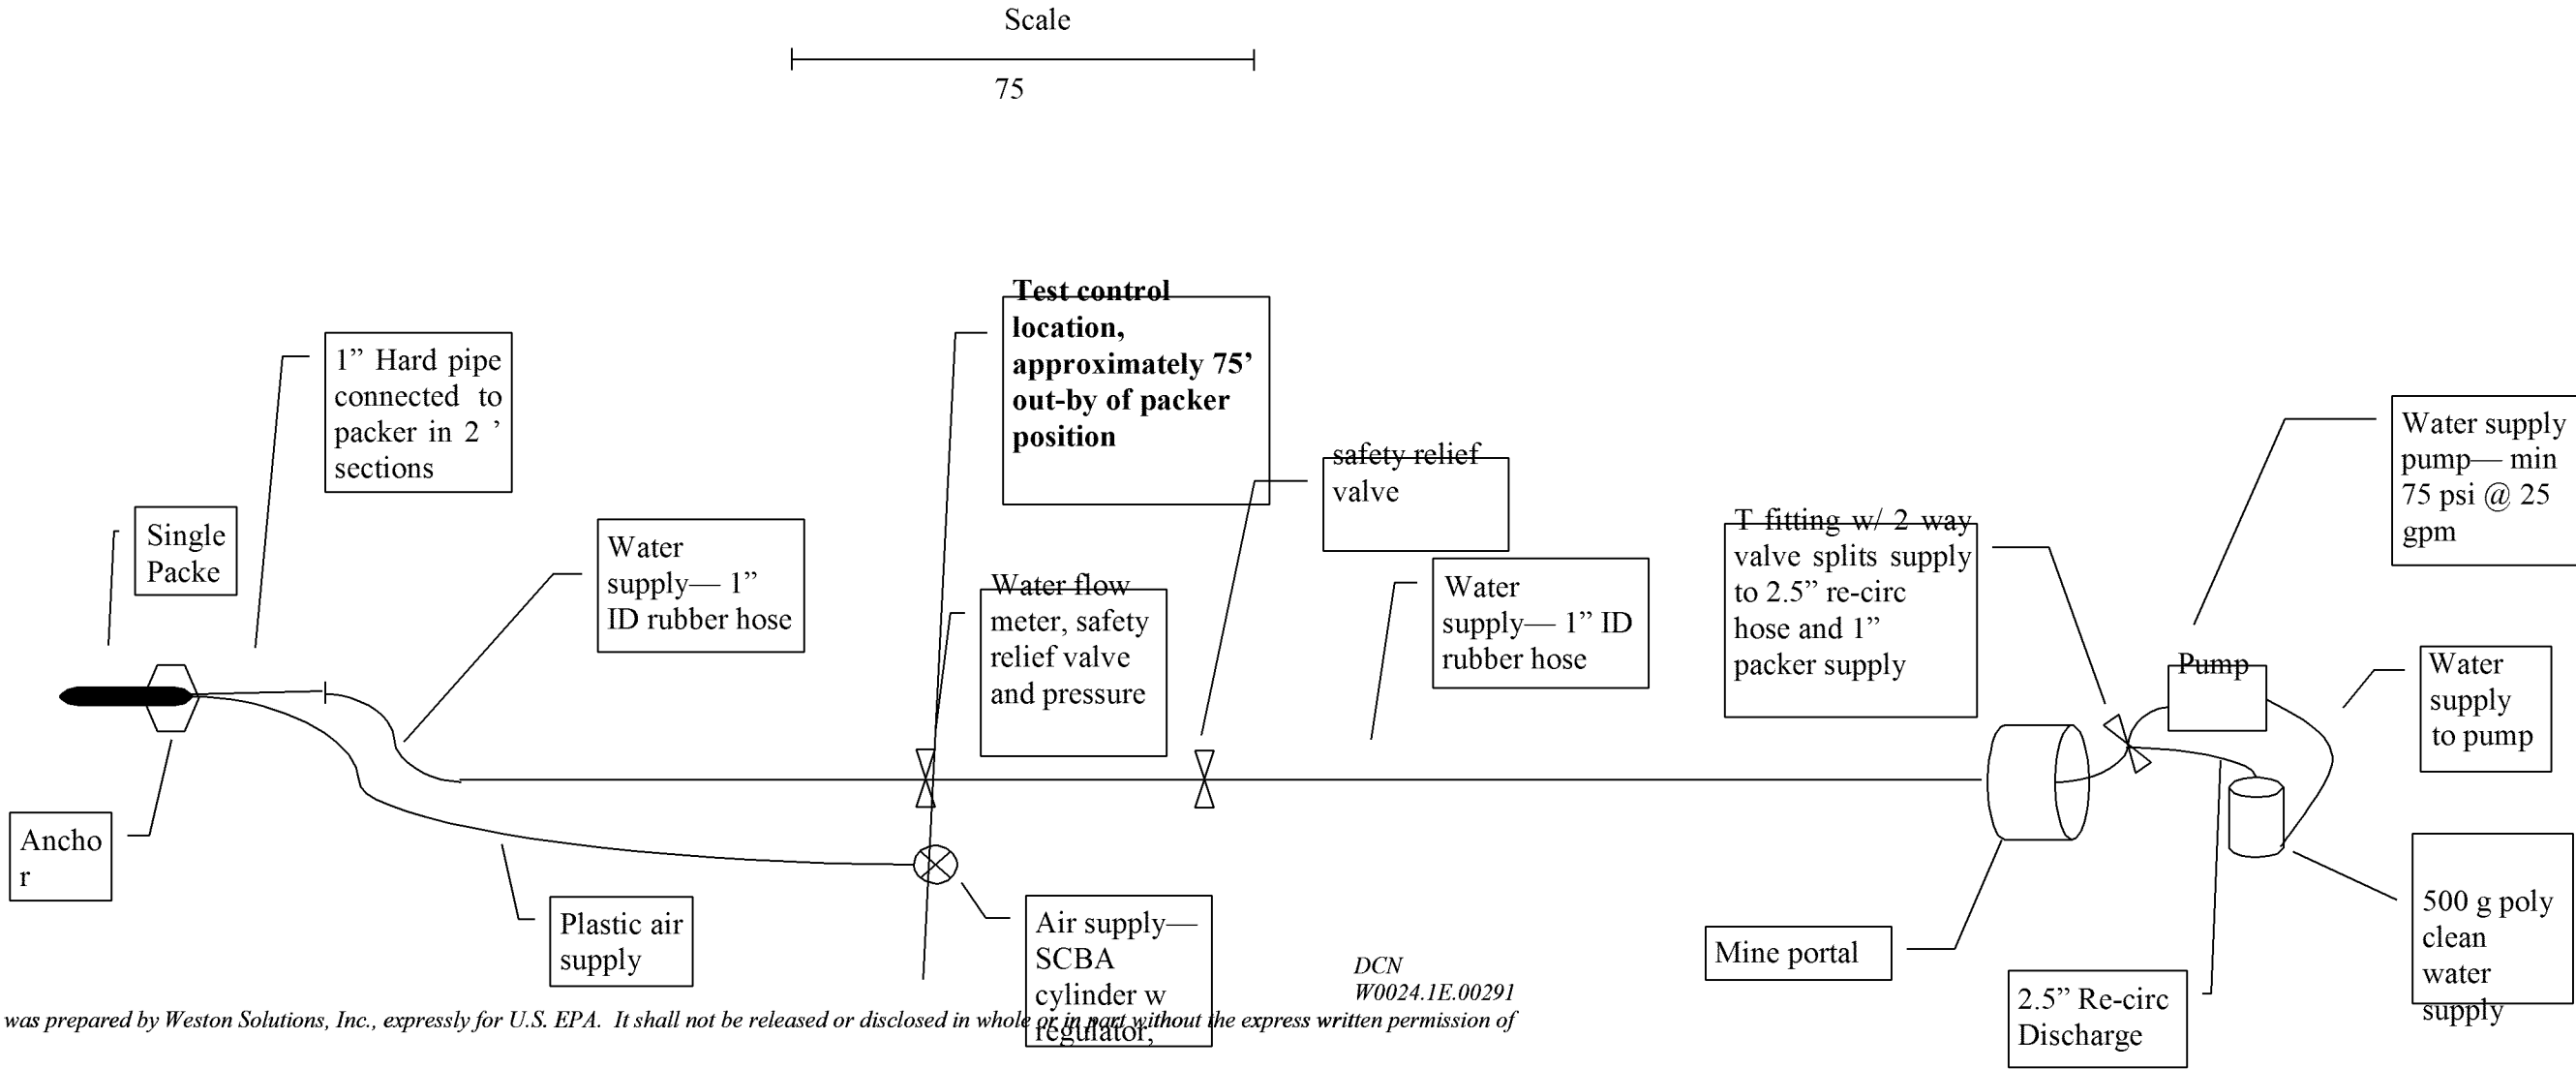 Scale
75
Test control
location,
approximately 75’
out-by of packer
position
1” Hard pipe
connected to
packer in 2 ’
sections
safety relief
valve
Water supply
pump— min
75 psi @ 25
gpm
Single
Packe
Water
supply— 1”
ID rubber hose
Water flow
meter, safety
relief valve
and pressure
Water
supply— 1” ID
rubber hose
T fitting w/ 2 way
valve splits supply
to 2.5” re-circ
hose and 1”
packer supply
Pump
Water
supply
to pump
Ancho
r
Plastic air
supply
Air supply—
SCBA
cylinder w
regulator,
Mine portal
2.5” Re-circ
Discharge
500 g poly
clean
water
supply
DCN
W0024.1E.00291
was prepared by Weston Solutions, Inc., expressly for U.S. EPA. It shall not be released or disclosed in whole or in part without the express written permission of